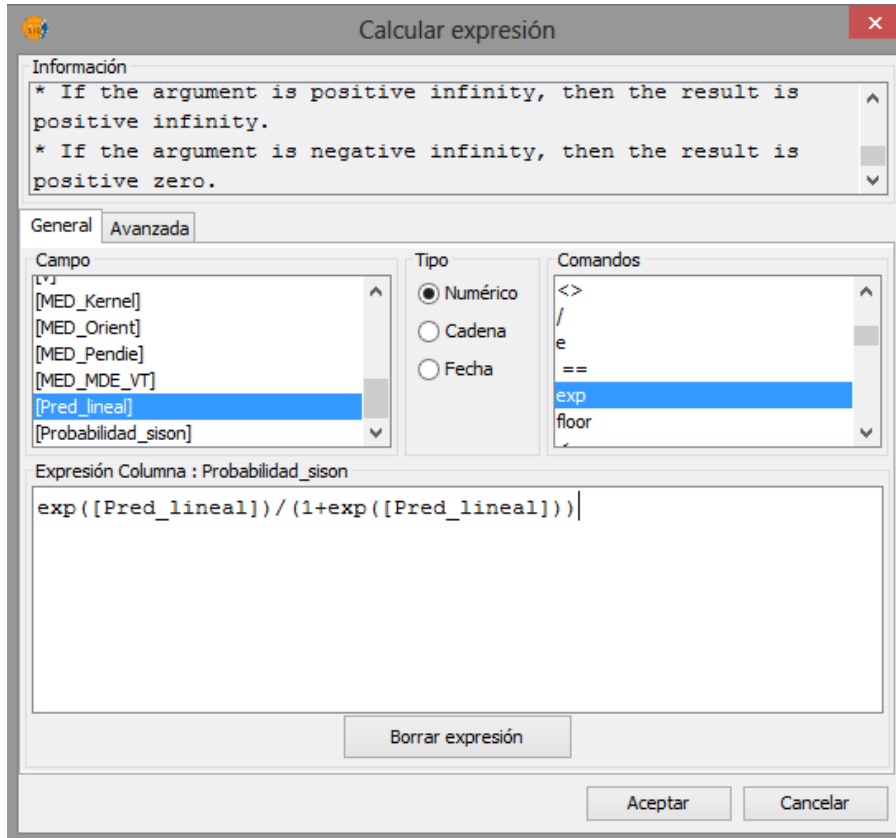 Calcular expresión
Información
* If the argument is positive infinity, then the result is
positive infinity.
* If the argument is negative infinity, then the result is
positive zero.
General
Avanzada
Campo
[MED_Kernel]
[MED_Orient]
[MED_Pendie]
[MED_MDE_VT]
[Pred_lineal]
[Probabilidad_sison]
Tipo
Numérico
Cadena
Fecha
Comandos
<>
/
e
==
exp
floor
Expresión Columna : Probabilidad_sison
exp([Pred_lineal])/(1+exp([Pred_lineal]))
Borrar expresión
Aceptar
Cancelar